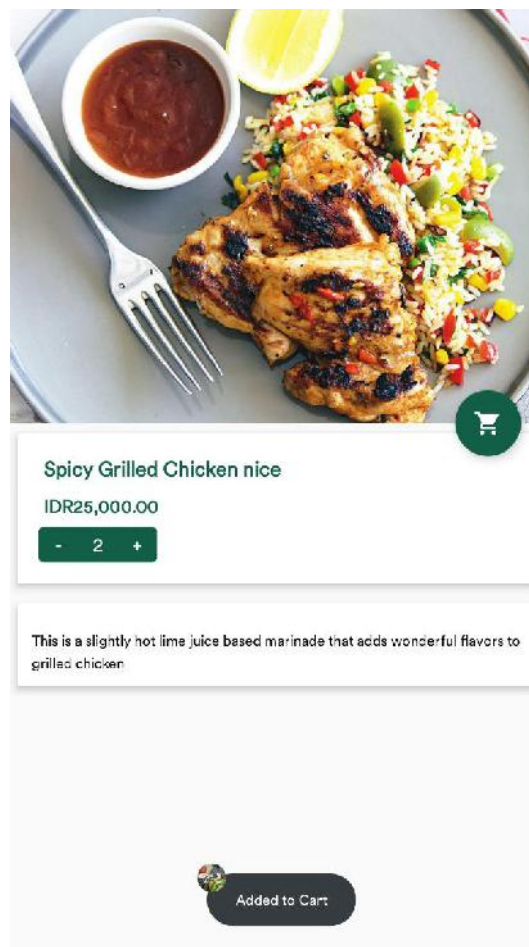 Spicy Grilled Chicken nice
IDR25,000.00
- 2 +
This is a slightly hot lime juice based marinade that adds wonderful flavors to
grilled chicken
Added to Cart